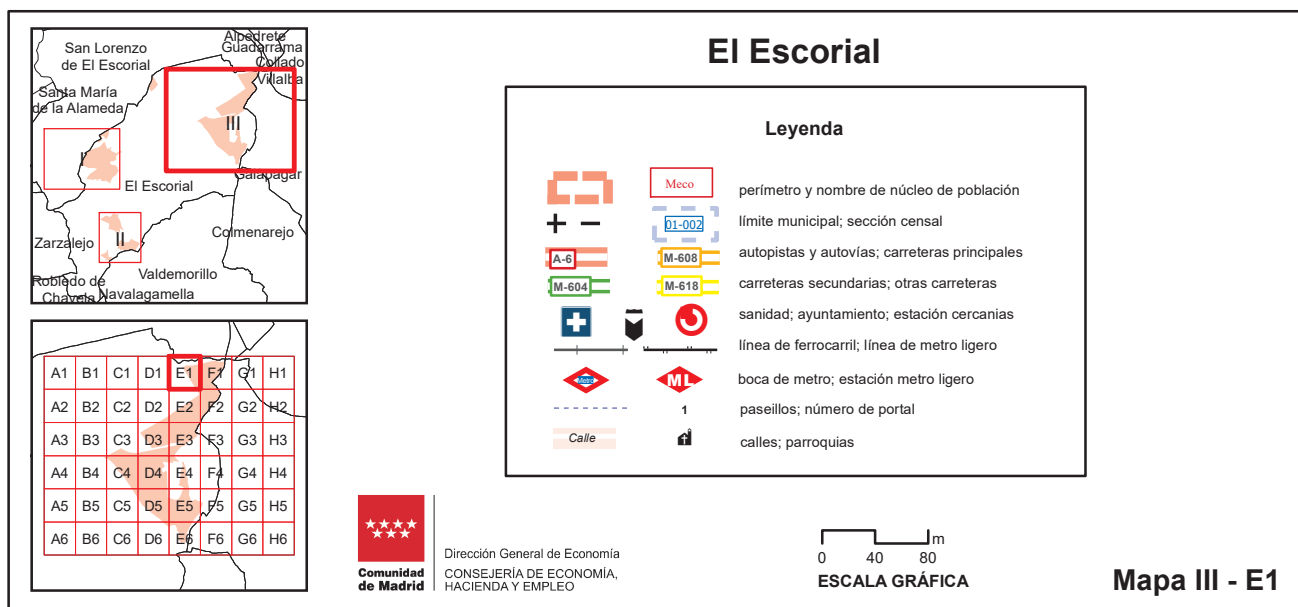 El Escorial
Alpedrete
Guadarrama
Collado
Villalba
San Lorenzo
de El Escorial
Santa María
de la Alameda
III
I
Galapagar
El Escorial
II
Zarzalejo
Colmenarejo
Valdemorillo
Robledo de
Chavela
Navalagamella
A1 B1 C1 D1 E1 F1 G1 H1
A2 B2 C2 D2 E2 F2 G2 H2
A3 B3 C3 D3 E3 F3 G3 H3
A4 B4 C4 D4 E4 F4 G4 H4
A5 B5 C5 D5 E5 F5 G5 H5
A6 B6 C6 D6 E6 F6 G6 H6
Leyenda
Meco perímetro y nombre de núcleo de población
01-002 límite municipal; sección censal
A-6 M-608 autopistas y autovías; carreteras principales
M-604 M-618 carreteras secundarias; otras carreteras
sanidad; ayuntamiento; estación cercanias
línea de ferrocarril; línea de metro ligero
Metro ML boca de metro; estación metro ligero
1 paseillos; número de portal
Calle calles; parroquias
Comunidad
de Madrid
Dirección General de Economía
CONSEJERÍA DE ECONOMÍA,
HACIENDA Y EMPLEO
m
0 40 80
ESCALA GRÁFICA
Mapa III - E1